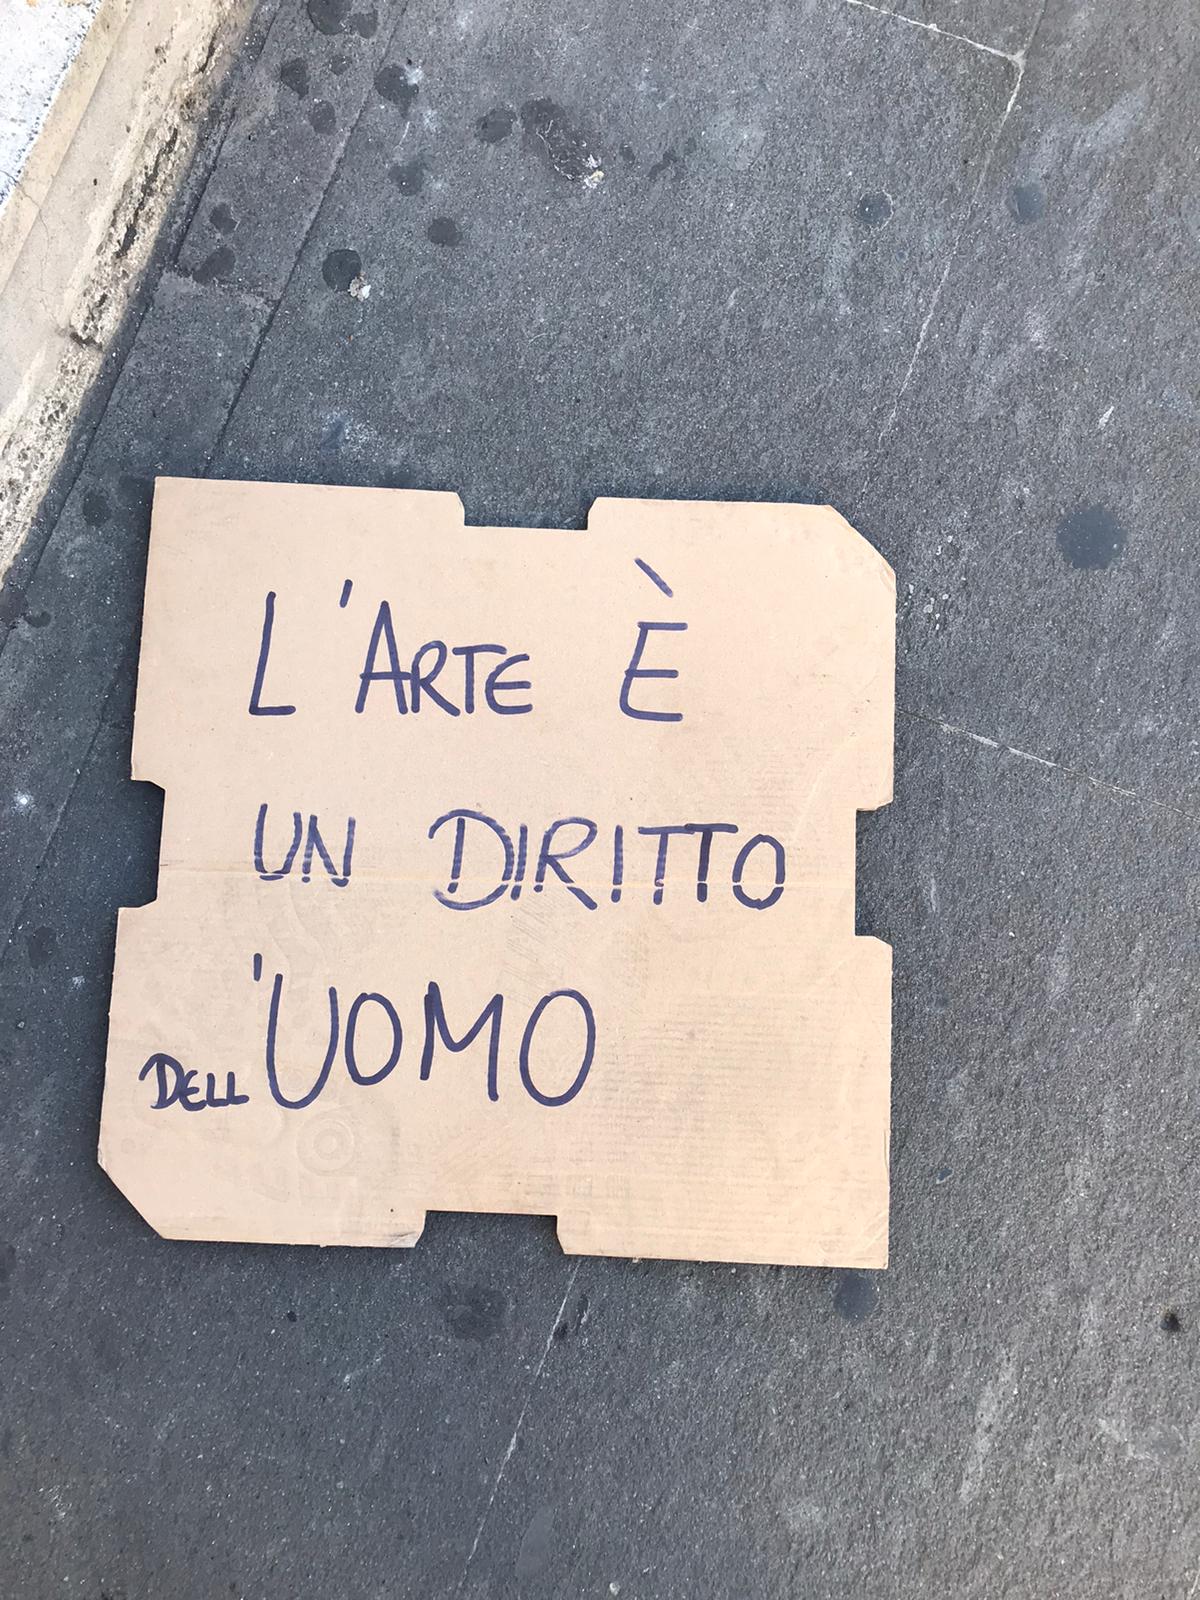 L'ARTE È
UN DIRITTO
DELL'UOMO